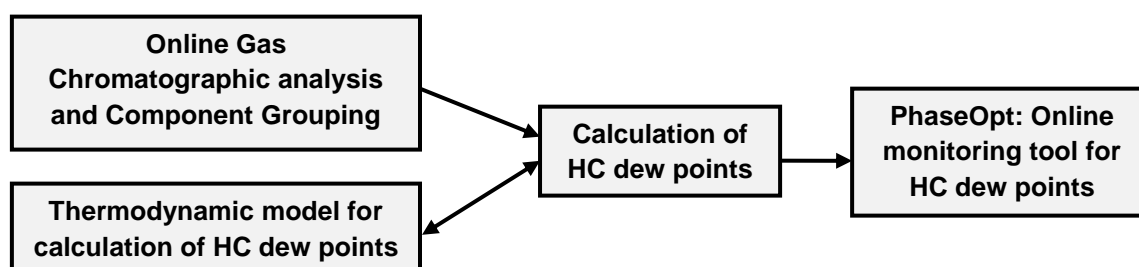 Online Gas
Chromatographic analysis
and Component Grouping
Thermodynamic model for
calculation of HC dew points
Calculation of
HC dew points
PhaseOpt: Online
monitoring tool for
HC dew points